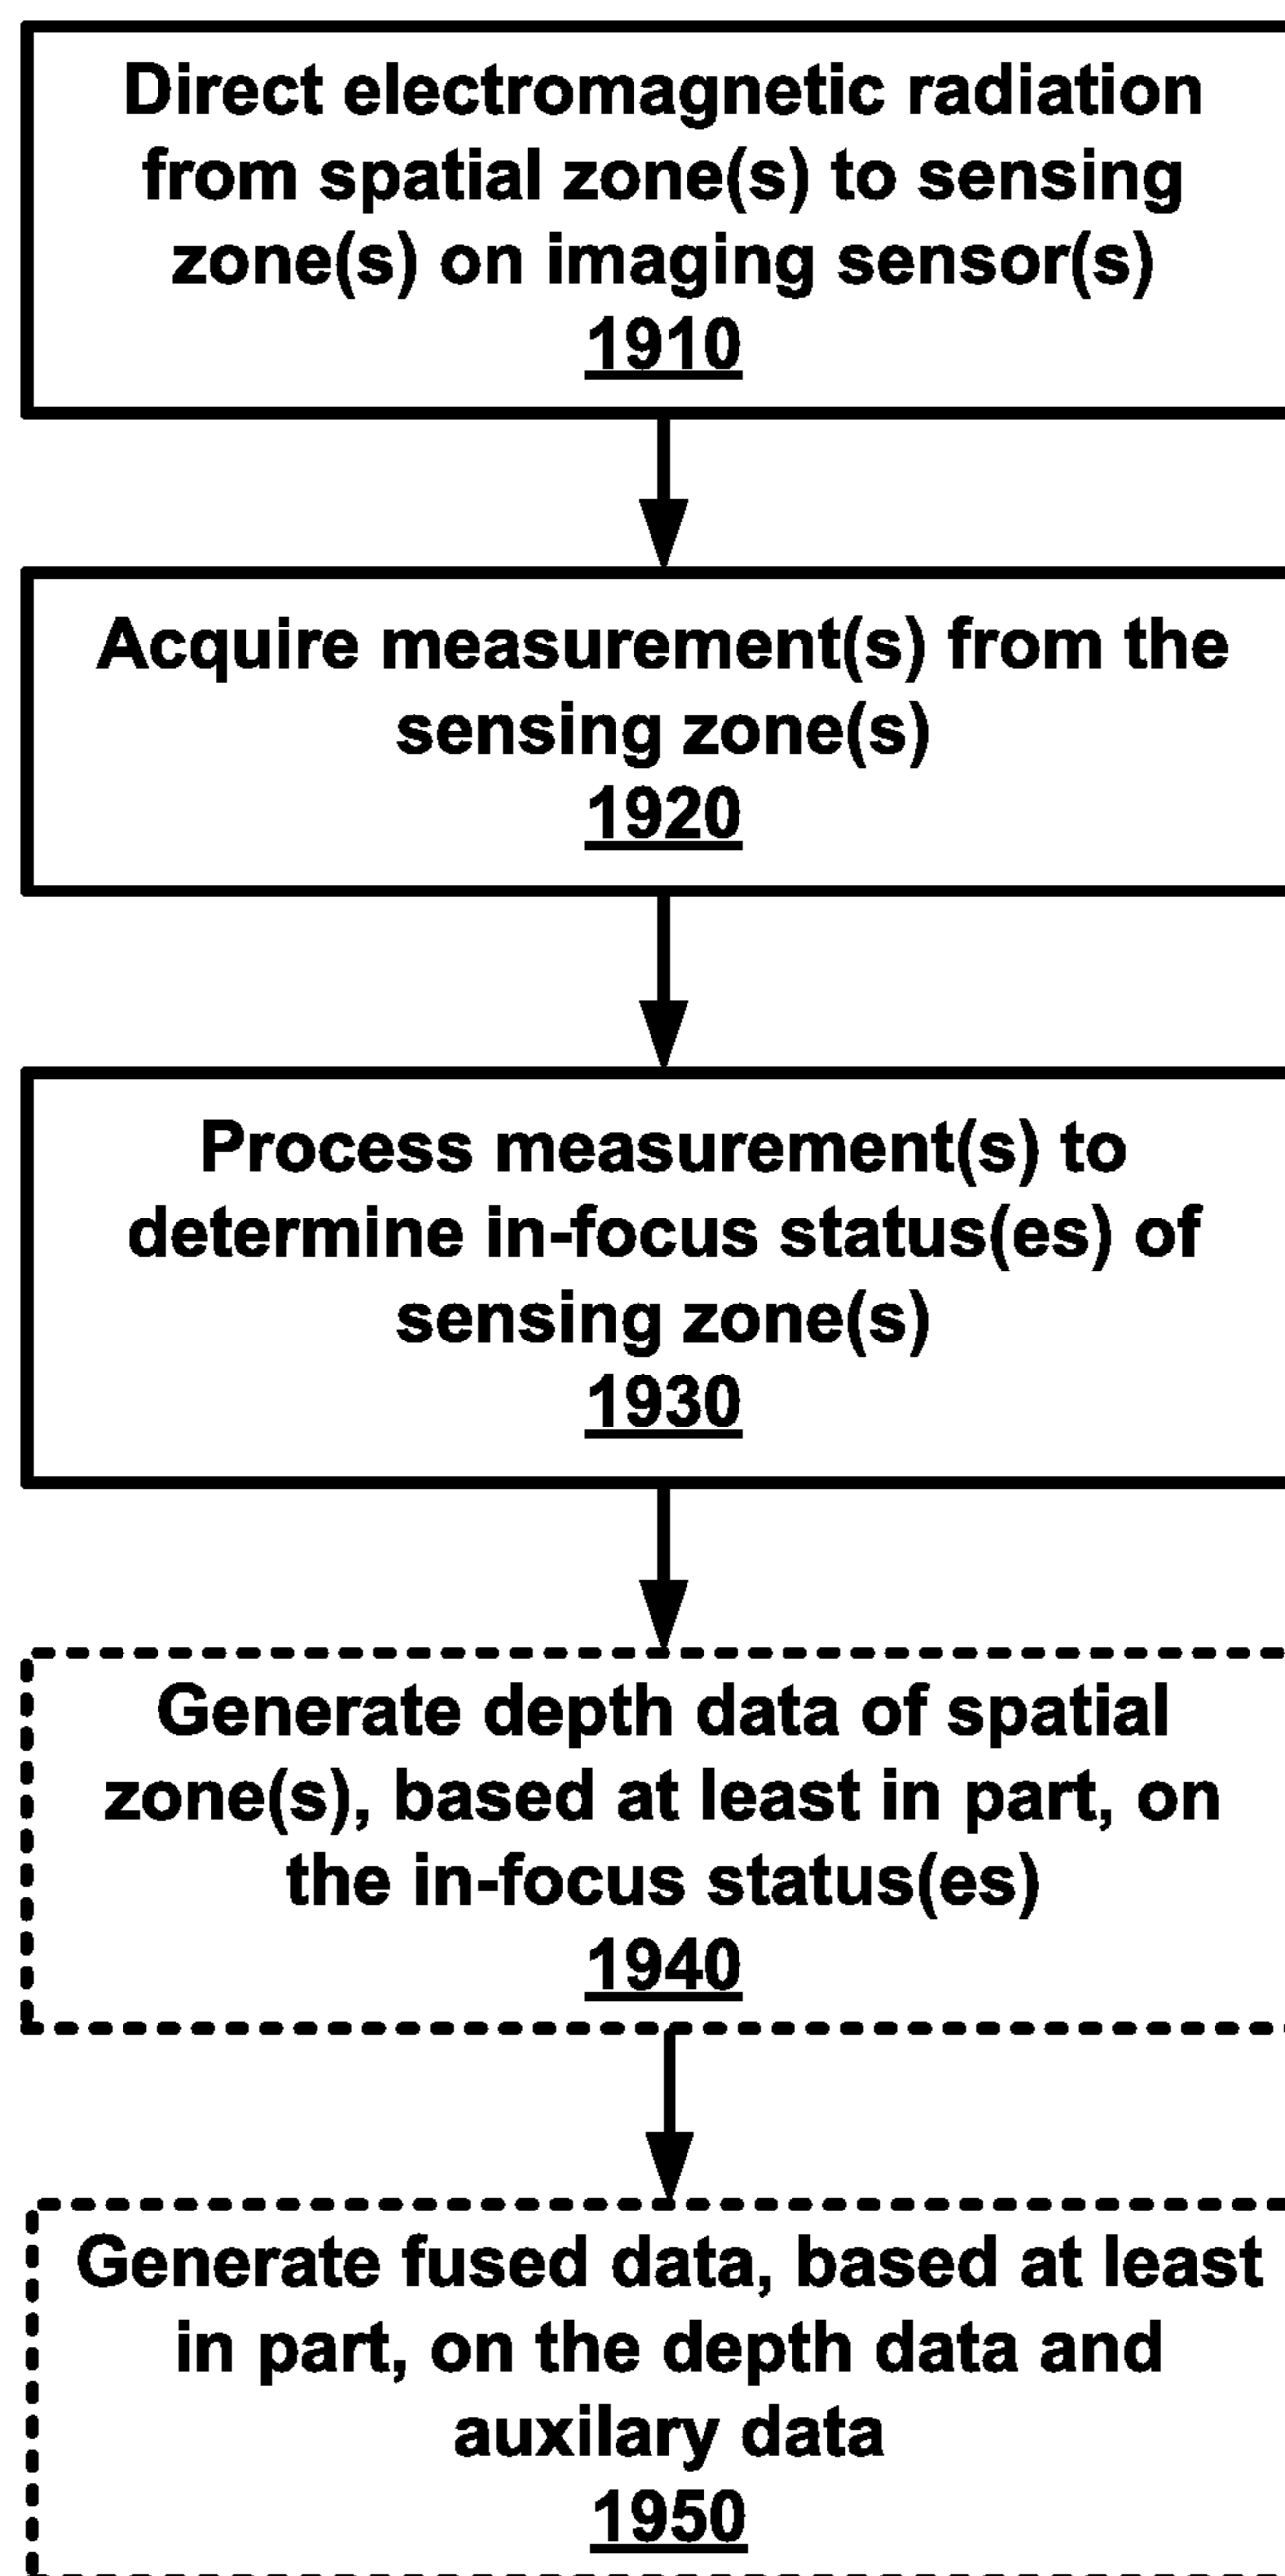 Direct electromagnetic radiation
from spatial zone(s) to sensing
zone(s) on imaging sensor(s)
1910
Acquire measurement(s) from the
sensing zone(s)
1920
Process measurement(s) to
determine in-focus status(es) of
sensing zone(s)
1930
Generate depth data of spatial
zone(s), based at least in part, on
the in-focus status(es)
1940
Generate fused data, based at least
in part, on the depth data and
auxilary data
1950